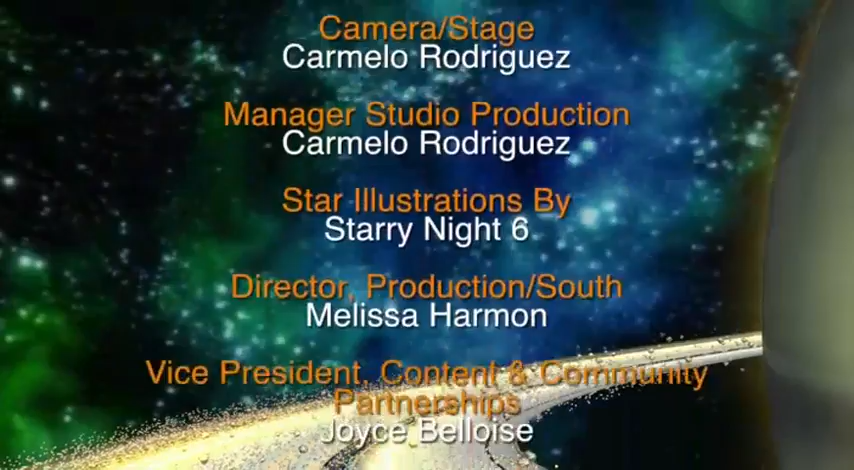 Camera/Stage
Carmelo Rodriguez
Manager Studio Production
Carmelo Rodriguez
Star Illustrations By
Starry Night 6
Director, Production/South
Melissa Harmon
Vice President, Content & Community
Partnerships
Joyce Belloise